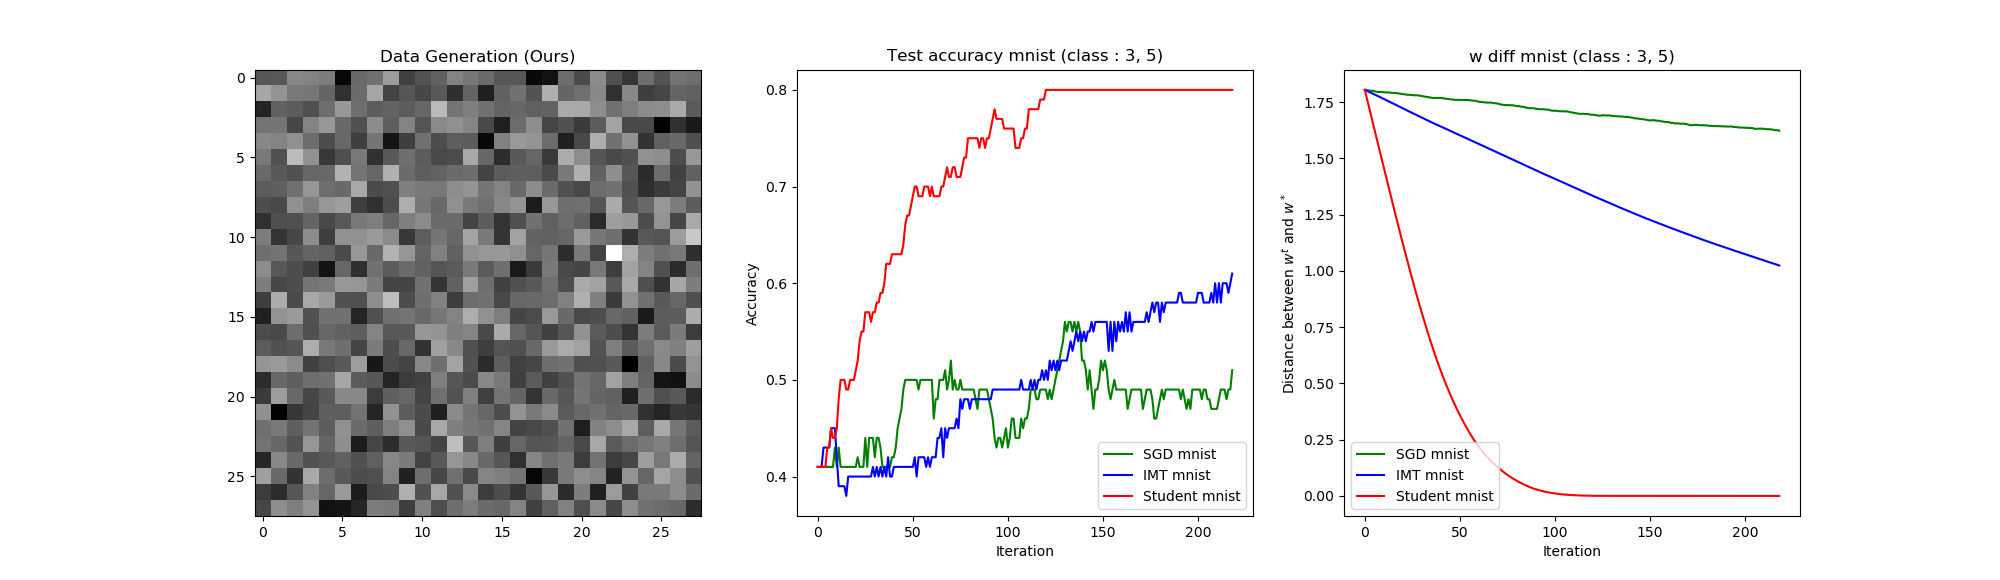 Data Generation (Ours)
0
5
10
15
20
25
0 5 10 15 20 25
Test accuracy mnist (class : 3, 5)
Accuracy
0.8
0.7
0.6
0.5
0.4
SGD mnist
IMT mnist
Student mnist
0 50 100 150 200
Iteration
w diff mnist (class : 3, 5)
Distance between w^t and w^*
1.75
1.50
1.25
1.00
0.75
0.50
0.25
0.00
SGD mnist
IMT mnist
Student mnist
0 50 100 150 200
Iteration